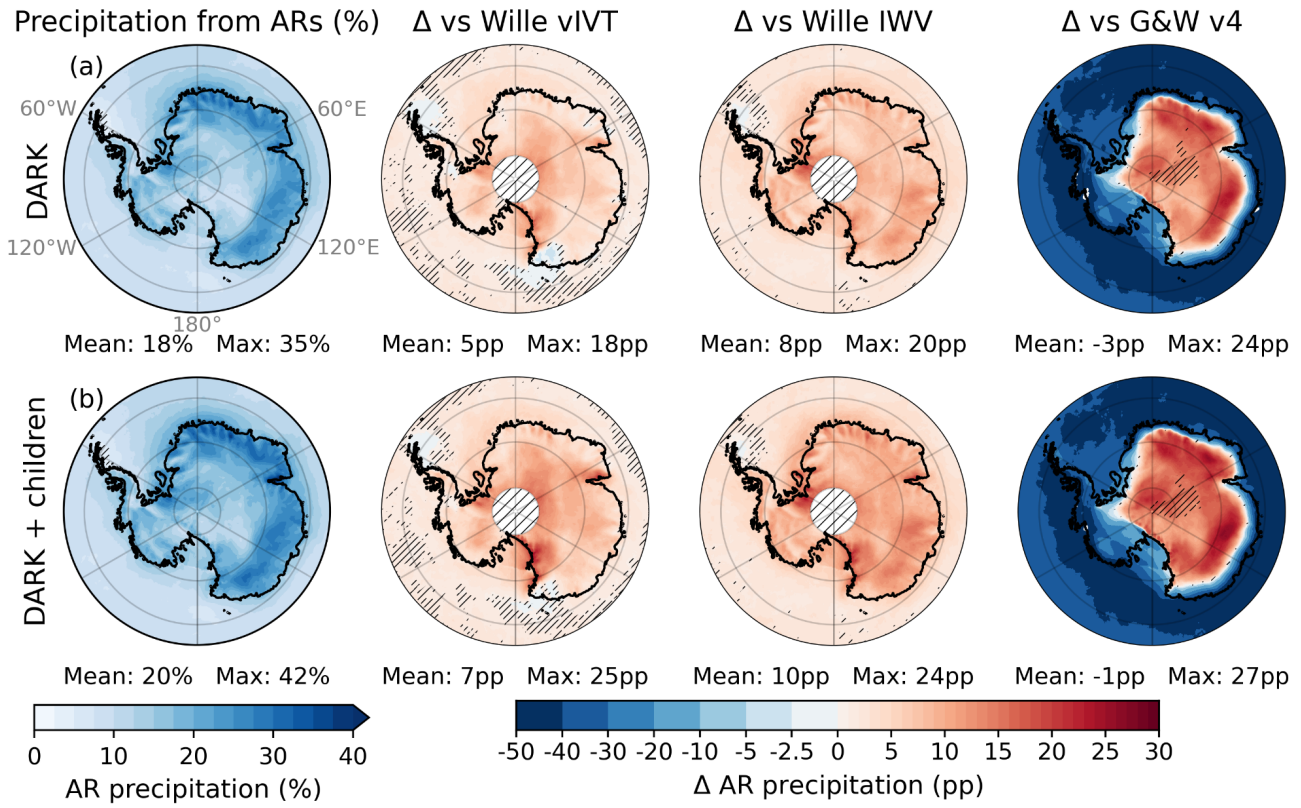 Precipitation from ARs (%) Δ vs Wille vIVT Δ vs Wille IWV Δ vs G&W v4
(a)
60°W 60°E
DARK
120°W 120°E
180°
Mean: 18% Max: 35% Mean: 5pp Max: 18pp Mean: 8pp Max: 20pp Mean: -3pp Max: 24pp
(b)
DARK + children
Mean: 20% Max: 42% Mean: 7pp Max: 25pp Mean: 10pp Max: 24pp Mean: -1pp Max: 27pp
0 10 20 30 40
AR precipitation (%)
-50 -40 -30 -20 -10 -5 -2.5 0 5 10 15 20 25 30
Δ AR precipitation (pp)